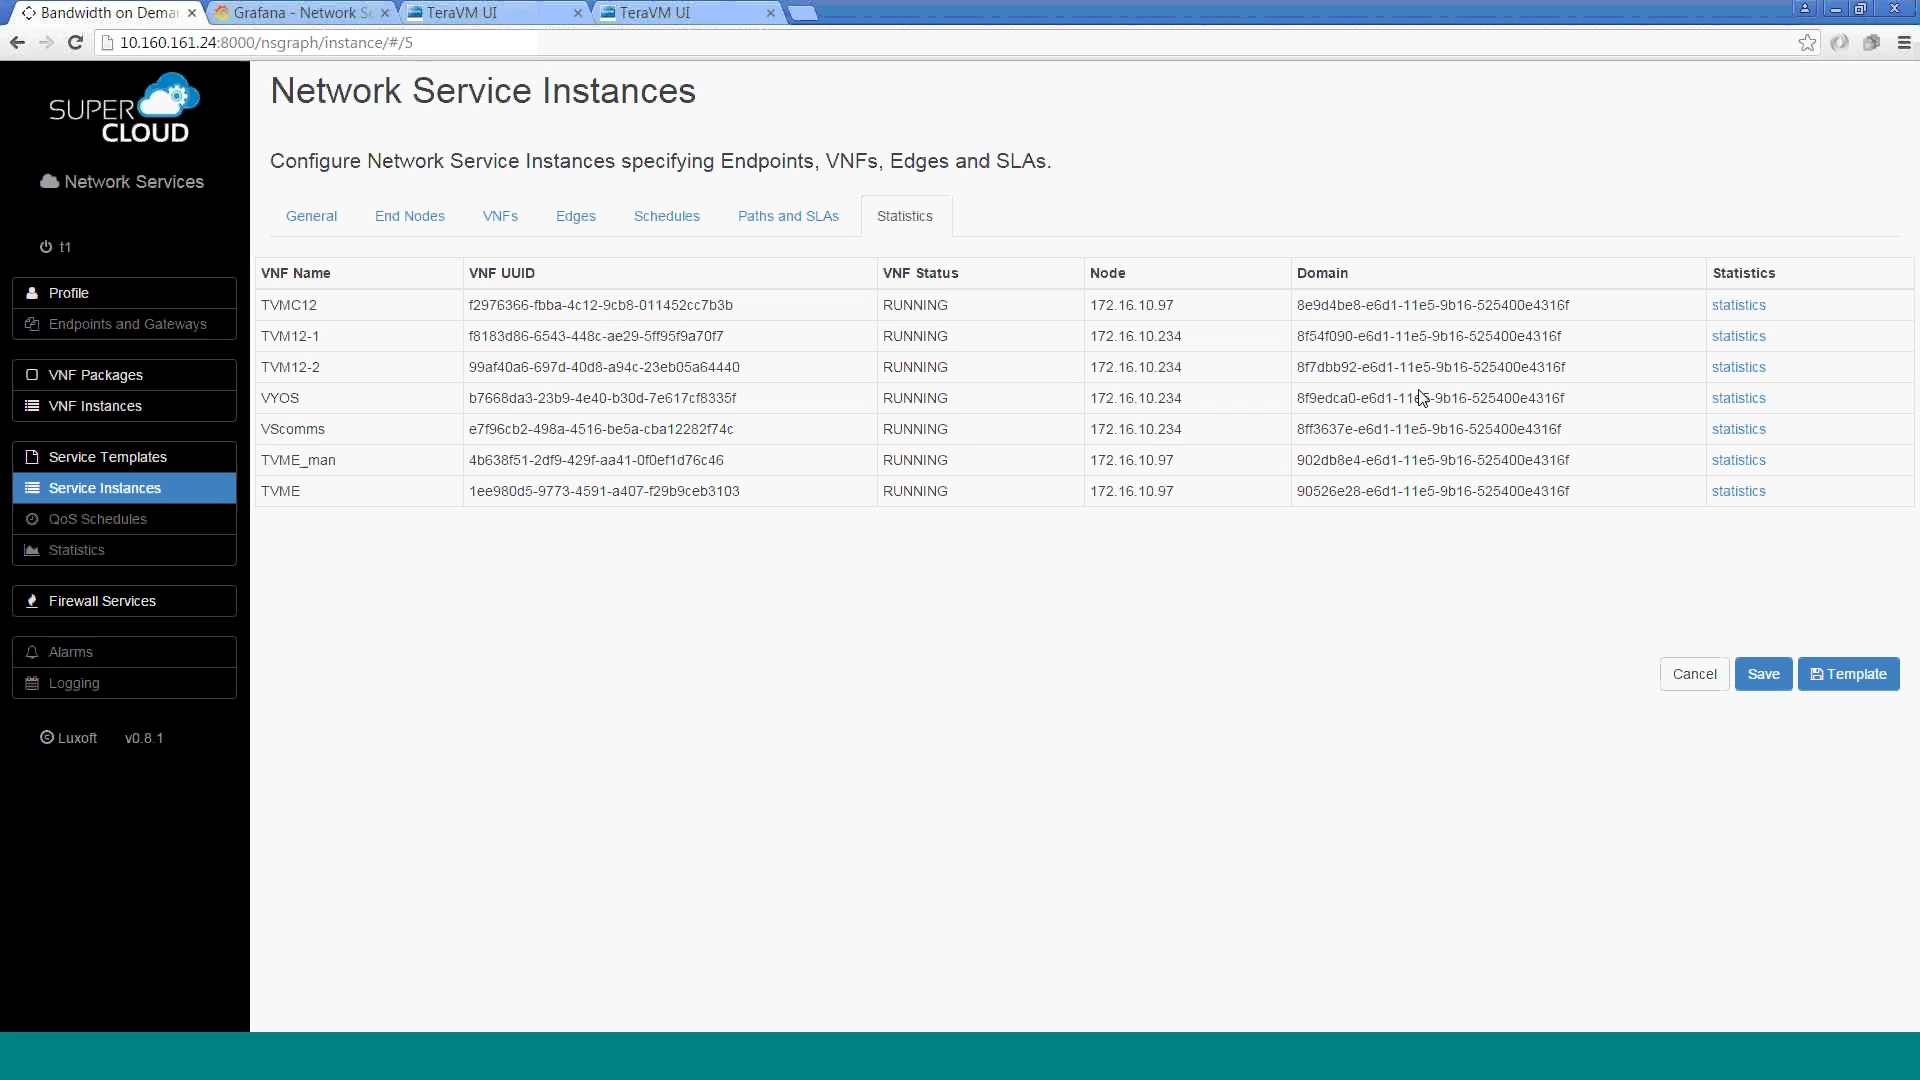 Bandwidth on Dema
Grafana - Network S
TeraVM UI
TeraVM UI
10.160.161.24:8000/nsgraph/instance/#/5
SUPER
CLOUD
Network Services
t1
Profile
Endpoints and Gateways
VNF Packages
VNF Instances
Service Templates
Service Instances
QoS Schedules
Statistics
Firewall Services
Alarms
Logging
© Luxoft v0.8.1
Network Service Instances
Configure Network Service Instances specifying Endpoints, VNFs, Edges and SLAs.
General End Nodes VNFs Edges Schedules Paths and SLAs Statistics
VNF Name VNF UUID VNF Status Node Domain Statistics
TVMC12 f2976366-fbba-4c12-9cb8-011452cc7b3b RUNNING 172.16.10.97 8e9d4be8-e6d1-11e5-9b16-525400e4316f statistics
TVM12-1 f8183d86-6543-448c-ae29-5ff95f9a70f7 RUNNING 172.16.10.234 8f54f090-e6d1-11e5-9b16-525400e4316f statistics
TVM12-2 99af40a6-697d-40d8-a94c-23eb05a64440 RUNNING 172.16.10.234 8f7dbb92-e6d1-11e5-9b16-525400e4316f statistics
VYOS b7668da3-23b9-4e40-b30d-7e617cf8335f RUNNING 172.16.10.234 8f9edca0-e6d1-11e5-9b16-525400e4316f statistics
VScomms e7f96cb2-498a-4516-be5a-cba12282f74c RUNNING 172.16.10.234 8ff3637e-e6d1-11e5-9b16-525400e4316f statistics
TVME_man 4b638f51-2df9-429f-aa41-0f0ef1d76c46 RUNNING 172.16.10.97 902db8e4-e6d1-11e5-9b16-525400e4316f statistics
TVME 1ee980d5-9773-4591-a407-f29b9ceb3103 RUNNING 172.16.10.97 90526e28-e6d1-11e5-9b16-525400e4316f statistics
Cancel Save Template